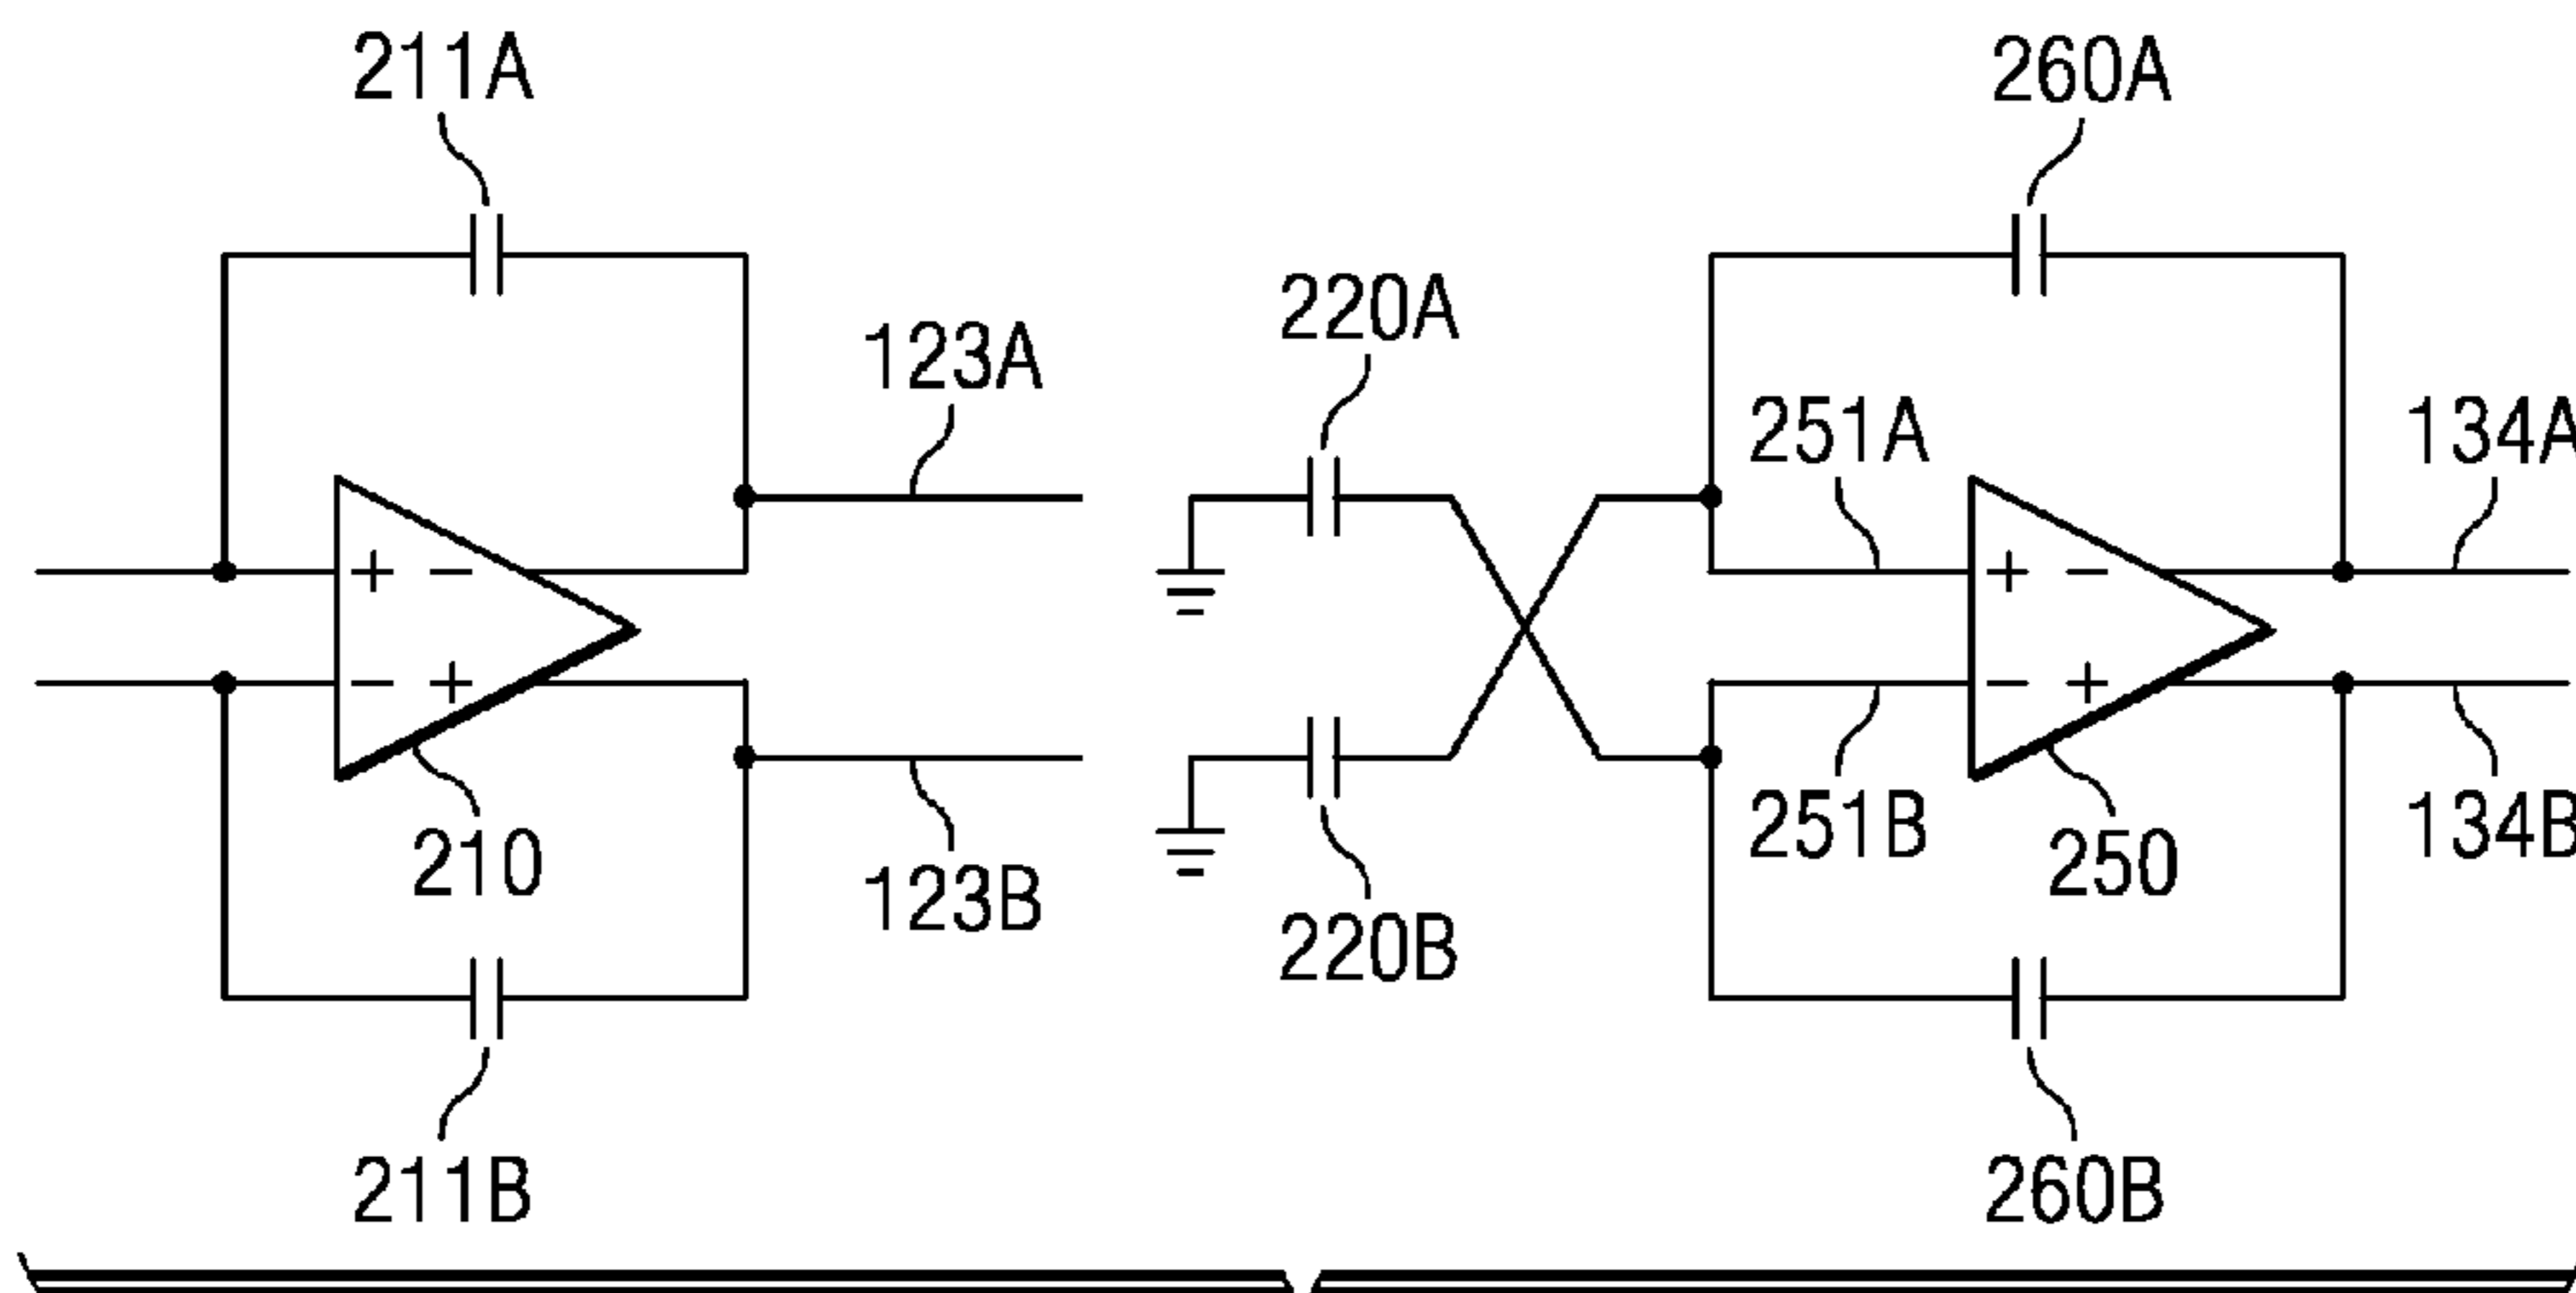 211A
260A
220A
123A
251A
134A
+ −
+ −
− +
− +
210
123B
251B
250
134B
220B
211B
260B